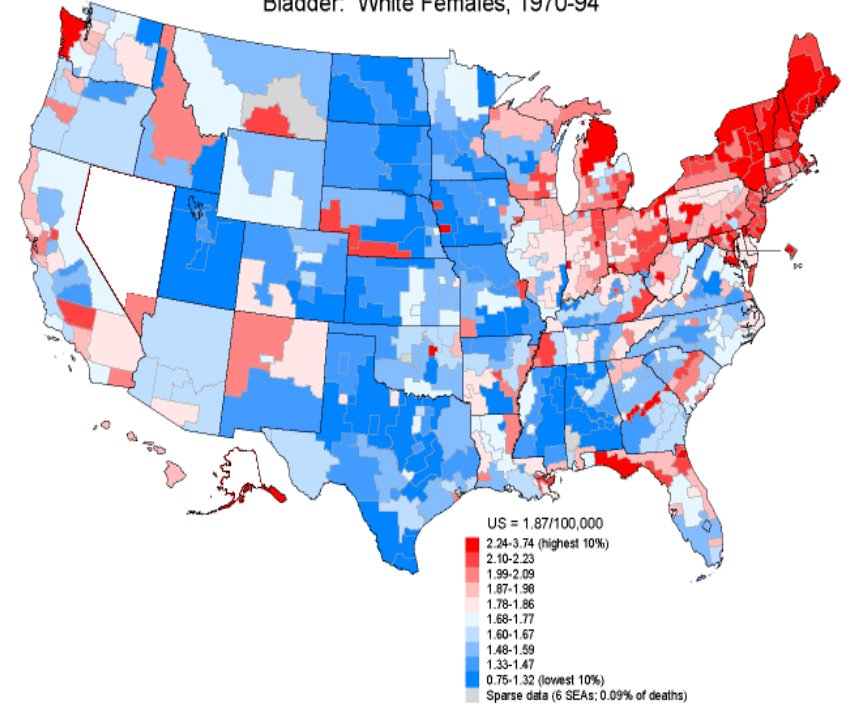 Bladder: White Females, 1970-94
DC
US = 1.87/100,000
2.24-3.74 (highest 10%)
2.10-2.23
1.99-2.09
1.87-1.98
1.78-1.86
1.68-1.77
1.60-1.67
1.48-1.59
1.33-1.47
0.75-1.32 (lowest 10%)
Sparse data (6 SEAs; 0.09% of deaths)